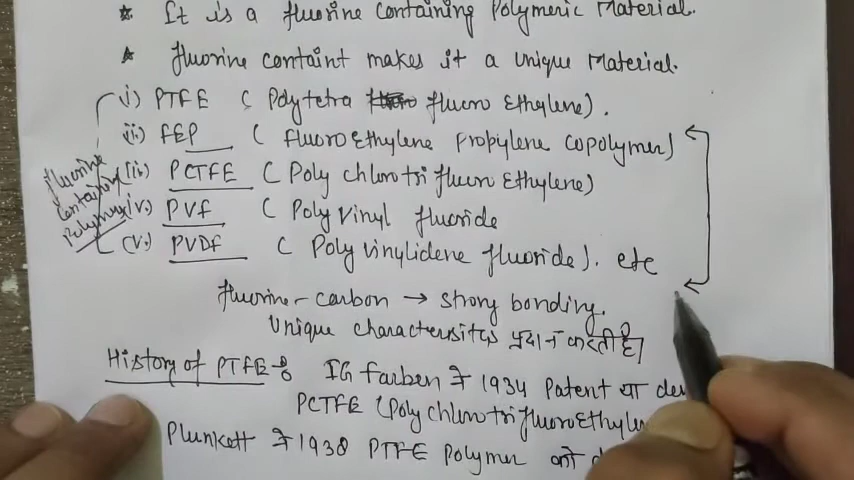 * It is a fluorine containing Polymeric Material.
* fluorine containt makes it a unique Material.
i) PTFE ( Polytetra fluoro Ethylene).
(ii.) FEP ( fluoro Ethylene Propylene copolymer)
(iii) PCTFE ( Poly chloro tri fluoro Ethylene)
(iv.) PVf ( Poly vinyl fluoride
(v.) PVDf ( Poly vinylidene fluoride). etc
fluorine containing Polymers
fluorine - carbon → strong bonding.
Unique characterisitics प्रदान करती है।
History of PTFE :- IG farben ने 1934 Patent या
PCTFE (Poly chloro tri fluoro Ethyle
Plunkett ने 1938 PTFE Polymer को